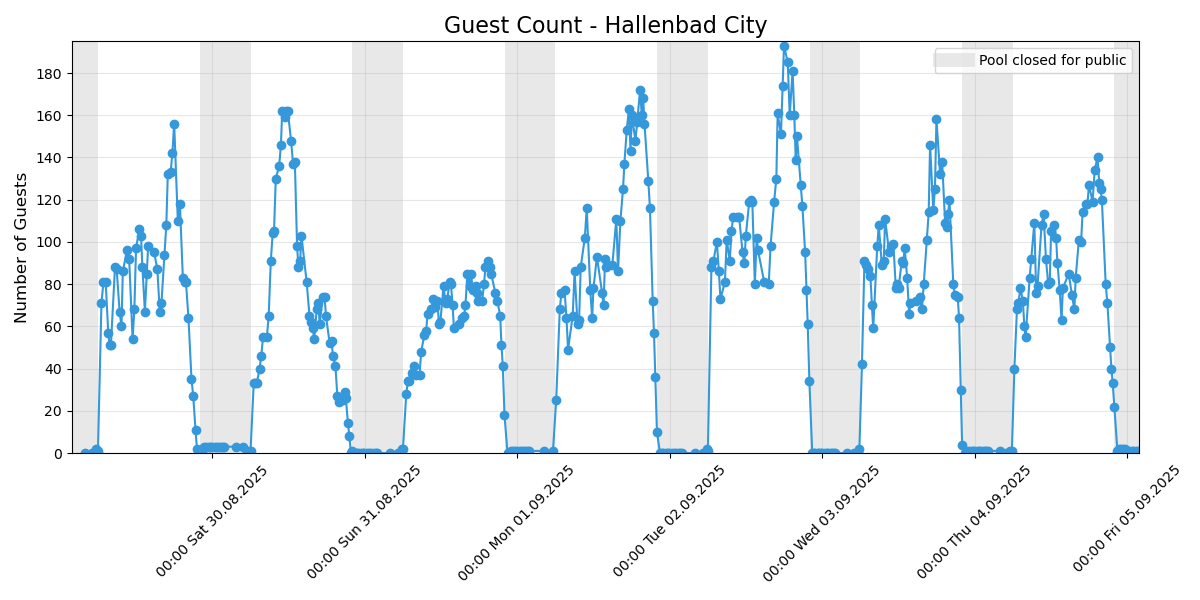 Guest Count - Hallenbad City
Pool closed for public
Number of Guests
180
160
140
120
100
80
60
40
20
0
00:00 Sat 30.08.2025
00:00 Sun 31.08.2025
00:00 Mon 01.09.2025
00:00 Tue 02.09.2025
00:00 Wed 03.09.2025
00:00 Thu 04.09.2025
00:00 Fri 05.09.2025